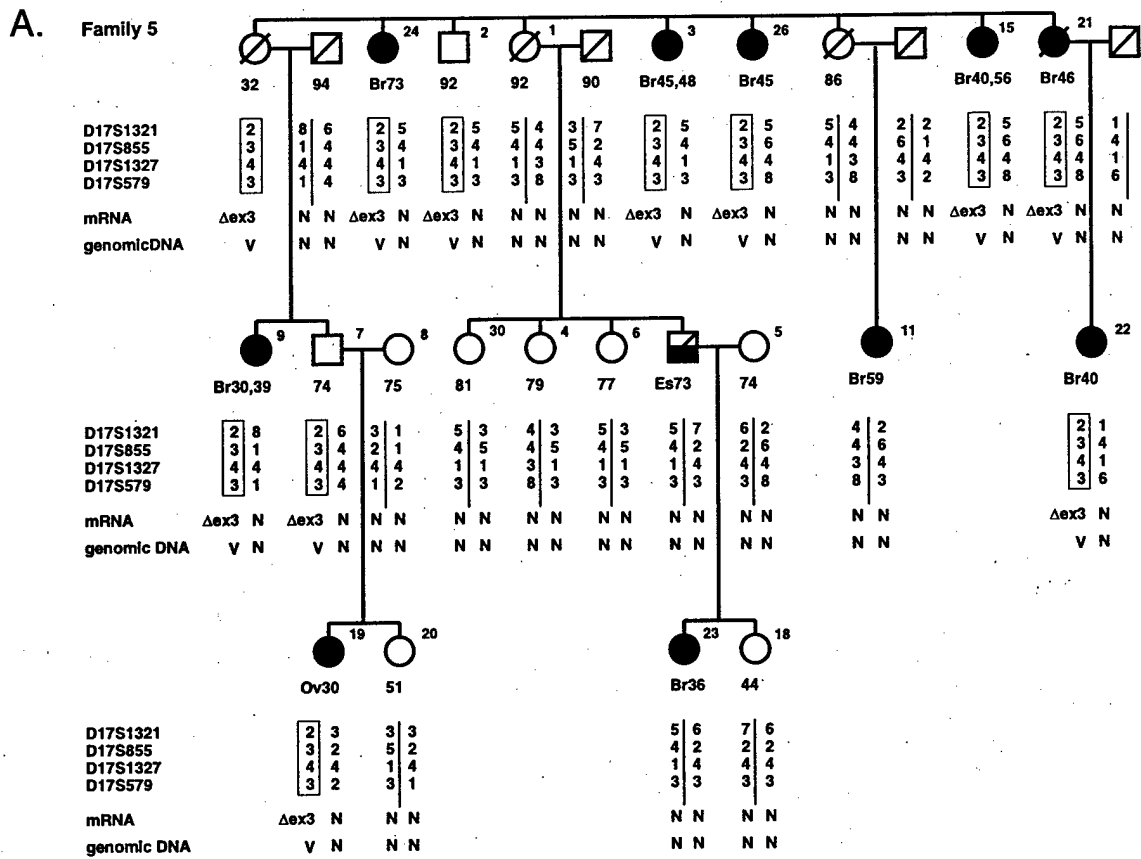 A.
Family 5
24 2 1 3 26 15 21
32 94 Br73 92 92 90 Br45,48 Br45 86 Br40,56 Br46
D17S1321 2 8 6 2 5 2 5 5 4 3 7 2 5 2 5 5 4 2 2 2 5 2 5 1
D17S855 3 1 4 3 4 3 4 4 4 5 2 3 4 3 6 4 4 6 1 3 6 3 6 4
D17S1327 4 4 4 4 1 4 1 1 3 1 4 4 1 4 4 1 3 4 4 4 4 4 4 1
D17S579 3 1 4 3 3 3 3 3 8 3 3 3 3 3 8 3 8 3 2 3 8 3 8 6
mRNA Δex3 N N Δex3 N Δex3 N N N N N Δex3 N Δex3 N N N N N Δex3 N Δex3 N N
genomicDNA V N N V N V N N N N N V N V N N N N N V N V N N
9 7 8 30 4 6 5 11 22
Br30,39 74 75 81 79 77 Es73 74 Br59 Br40
D17S1321 2 8 2 6 3 1 5 3 4 3 5 3 5 7 6 2 4 2 2 1
D17S855 3 1 3 4 2 1 4 5 4 5 4 5 4 2 2 6 4 6 3 4
D17S1327 4 4 4 4 4 4 1 1 3 1 1 1 1 4 4 4 3 4 4 1
D17S579 3 1 3 4 1 2 3 3 8 3 3 3 3 3 3 8 8 3 3 6
mRNA Δex3 N Δex3 N N N N N N N N N N N N N N N Δex3 N
genomic DNA V N V N N N N N N N N N N N N N N N V N
19 20 23 18
Ov30 51 Br36 44
D17S1321 2 3 3 3 5 6 7 6
D17S855 3 2 5 2 4 2 2 2
D17S1327 4 4 1 4 1 4 4 4
D17S579 3 2 3 1 3 3 3 3
mRNA Δex3 N N N N N N N
genomic DNA V N N N N N N N